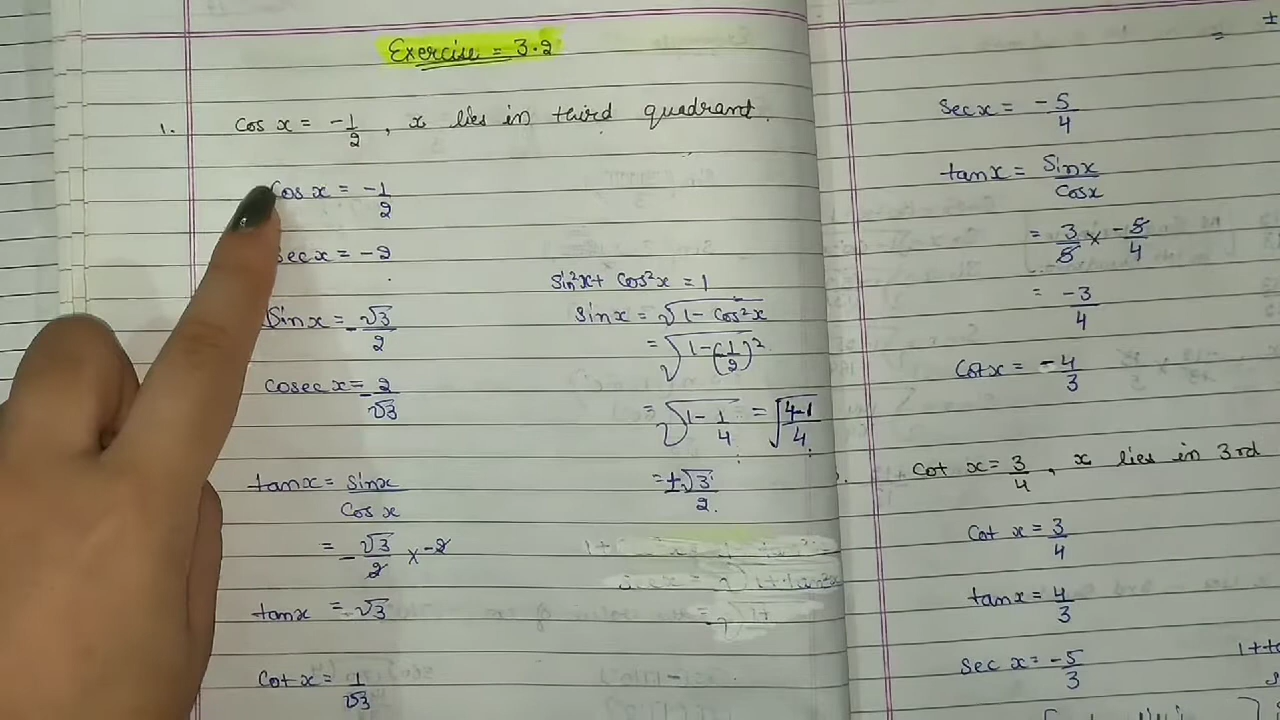 Exercise = 3.2
1. cos x = -1/2, x lies in third quadrant.
cos x = -1/2
sec x = -2
sin x = -√3/2
cosec x = -2/√3
tan x = sin x/cos x
= -√3/2 × -2
tan x = √3
cot x = 1/√3
sin²x + cos²x = 1
sin x = √1 - cos²x
= √1-(-1/2)²
= √1-1/4 = √4-1/4
= ±√3/2.
=
±
sec x = -5/4
tan x = sin x/cos x
= 3/5 × -5/4
= -3/4
cot x = -4/3
cot x = 3/4, x lies in 3rd
cot x = 3/4
tan x = 4/3
sec x = -5/3